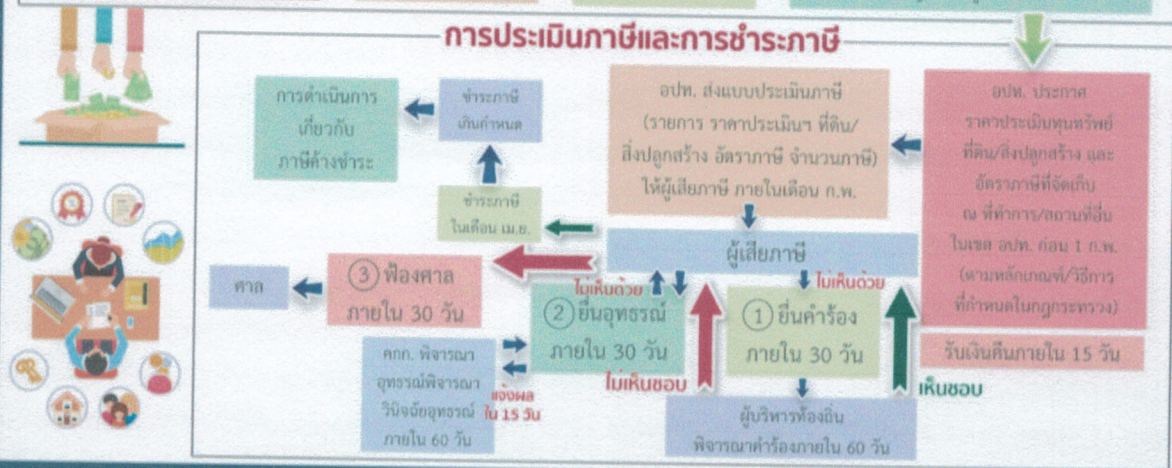 การประเมินภาษีและการชำระภาษี
อปท. ประกาศ
ราคาประเมินทุนทรัพย์
ที่ดิน/สิ่งปลูกสร้าง และ
อัตราภาษีที่จัดเก็บ
ณ ที่ทำการ/สถานที่อื่น
ในเขต อปท. ก่อน 1 ก.พ.
(ตามหลักเกณฑ์/วิธีการ
ที่กำหนดในกฎกระทรวง)
อปท. ส่งแบบประเมินภาษี
(รายการ ราคาประเมินฯ ที่ดิน/
สิ่งปลูกสร้าง อัตราภาษี จำนวนภาษี)
ให้ผู้เสียภาษี ภายในเดือน ก.พ.
ชำระภาษี
เกินกำหนด
การดำเนินการ
เกี่ยวกับ
ภาษีค้างชำระ
ชำระภาษี
ในเดือน เม.ย.
ผู้เสียภาษี
ไม่เห็นด้วย
ไม่เห็นด้วย
ศาล
3 ฟ้องศาล
ภายใน 30 วัน
2 ยื่นอุทธรณ์
ภายใน 30 วัน
1 ยื่นคำร้อง
ภายใน 30 วัน
รับเงินคืนภายใน 15 วัน
คกก. พิจารณา
อุทธรณ์พิจารณา
วินิจฉัยอุทธรณ์
ภายใน 60 วัน
แจ้งผล
ใน 15 วัน
ไม่เห็นชอบ
เห็นชอบ
ผู้บริหารท้องถิ่น
พิจารณาคำร้องภายใน 60 วัน